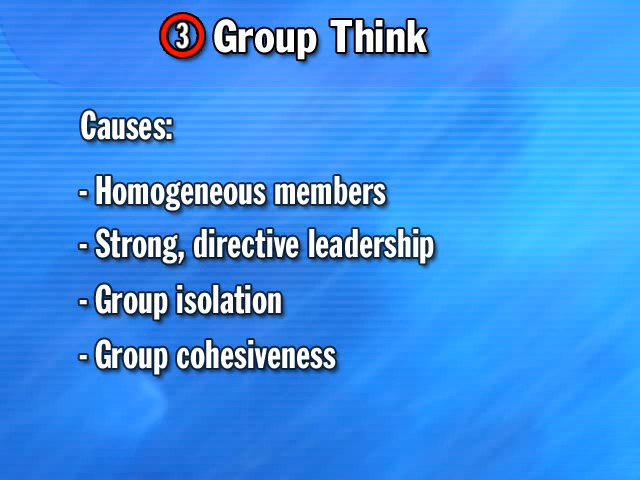 3 Group Think
Causes:
- Homogeneous members
- Strong, directive leadership
- Group isolation
- Group cohesiveness